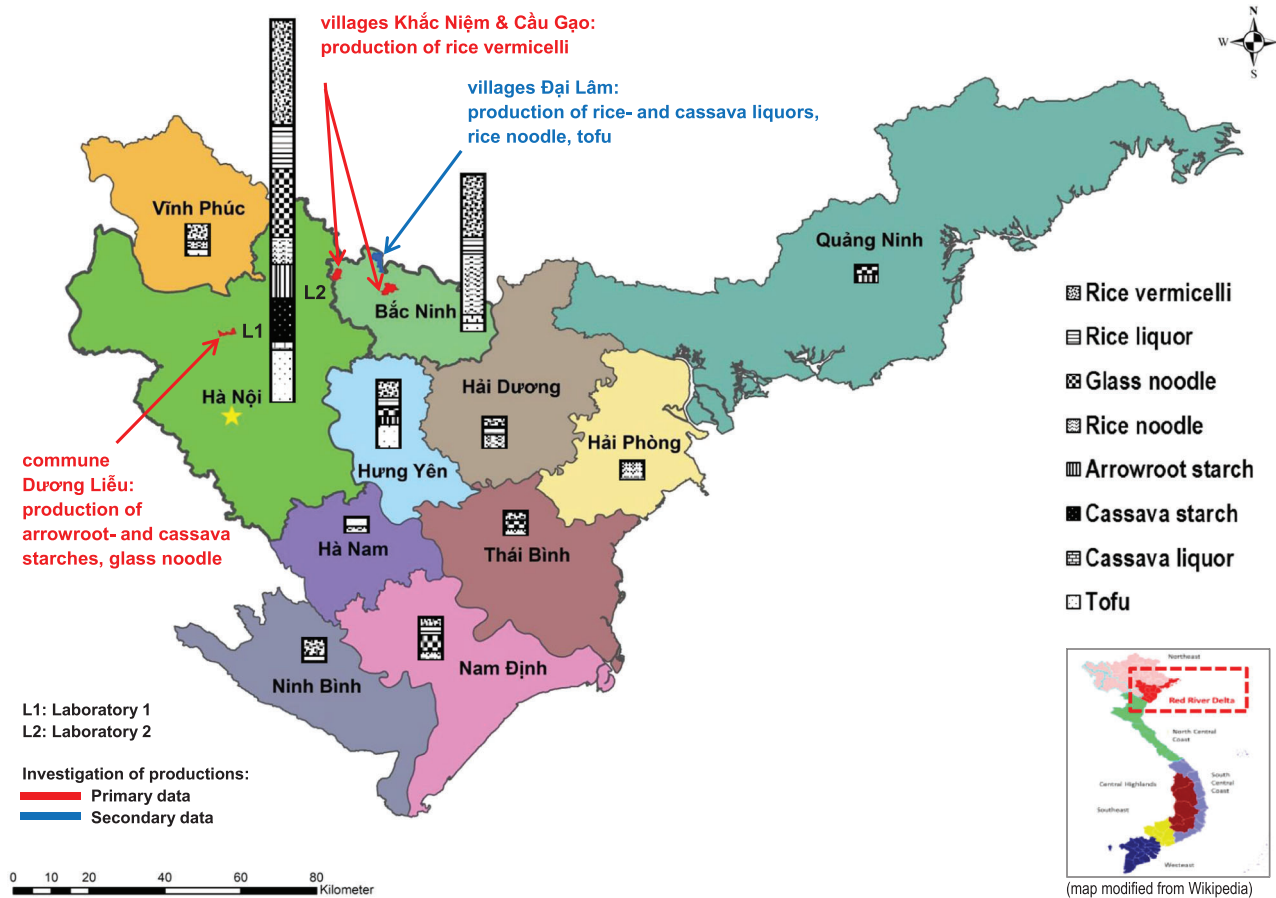 villages Khắc Niệm & Cầu Gạo:
production of rice vermicelli
N
W
S
villages Đại Lâm:
production of rice- and cassava liquors,
rice noodle, tofu
Vĩnh Phúc
Quảng Ninh
L2
Bắc Ninh
L1
Hà Nội
Hải Dương
Hải Phòng
Hưng Yên
commune
Dương Liễu:
production of
arrowroot- and cassava
starches, glass noodle
Hà Nam
Thái Bình
Nam Định
Ninh Bình
Rice vermicelli
Rice liquor
Glass noodle
Rice noodle
Arrowroot starch
Cassava starch
Cassava liquor
Tofu
L1: Laboratory 1
L2: Laboratory 2
Investigation of productions:
Primary data
Secondary data
0 10 20 40 60 80
Kilometer
Northeast
Red River Delta
North Central
Coast
Central Highlands
South
Central
Coast
Southeast
Westeast
(map modified from Wikipedia)